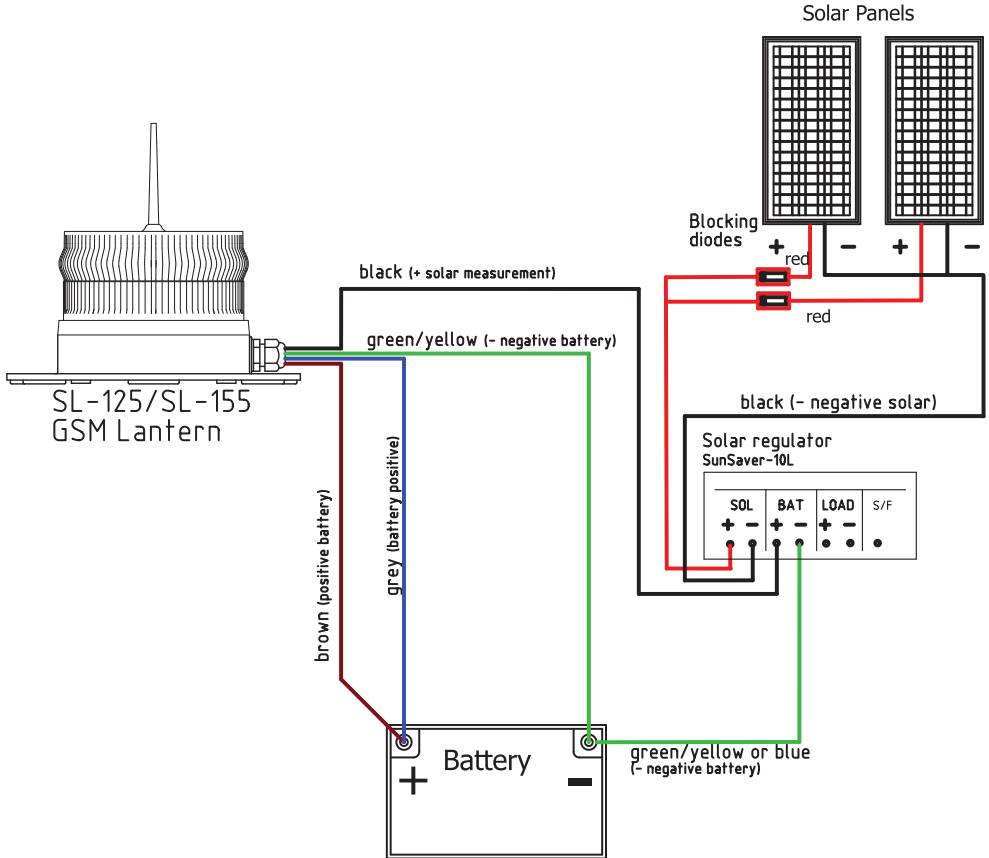 Solar Panels
Blocking
diodes
+ −
+ −
red
red
black (+ solar measurement)
green/yellow (- negative battery)
SL-125/SL-155
GSM Lantern
black (- negative solar)
Solar regulator
SunSaver-10L
SOL BAT LOAD S/F
+ − + − + −
brown (positive battery)
grey (battery positive)
Battery
+ −
green/yellow or blue
(- negative battery)